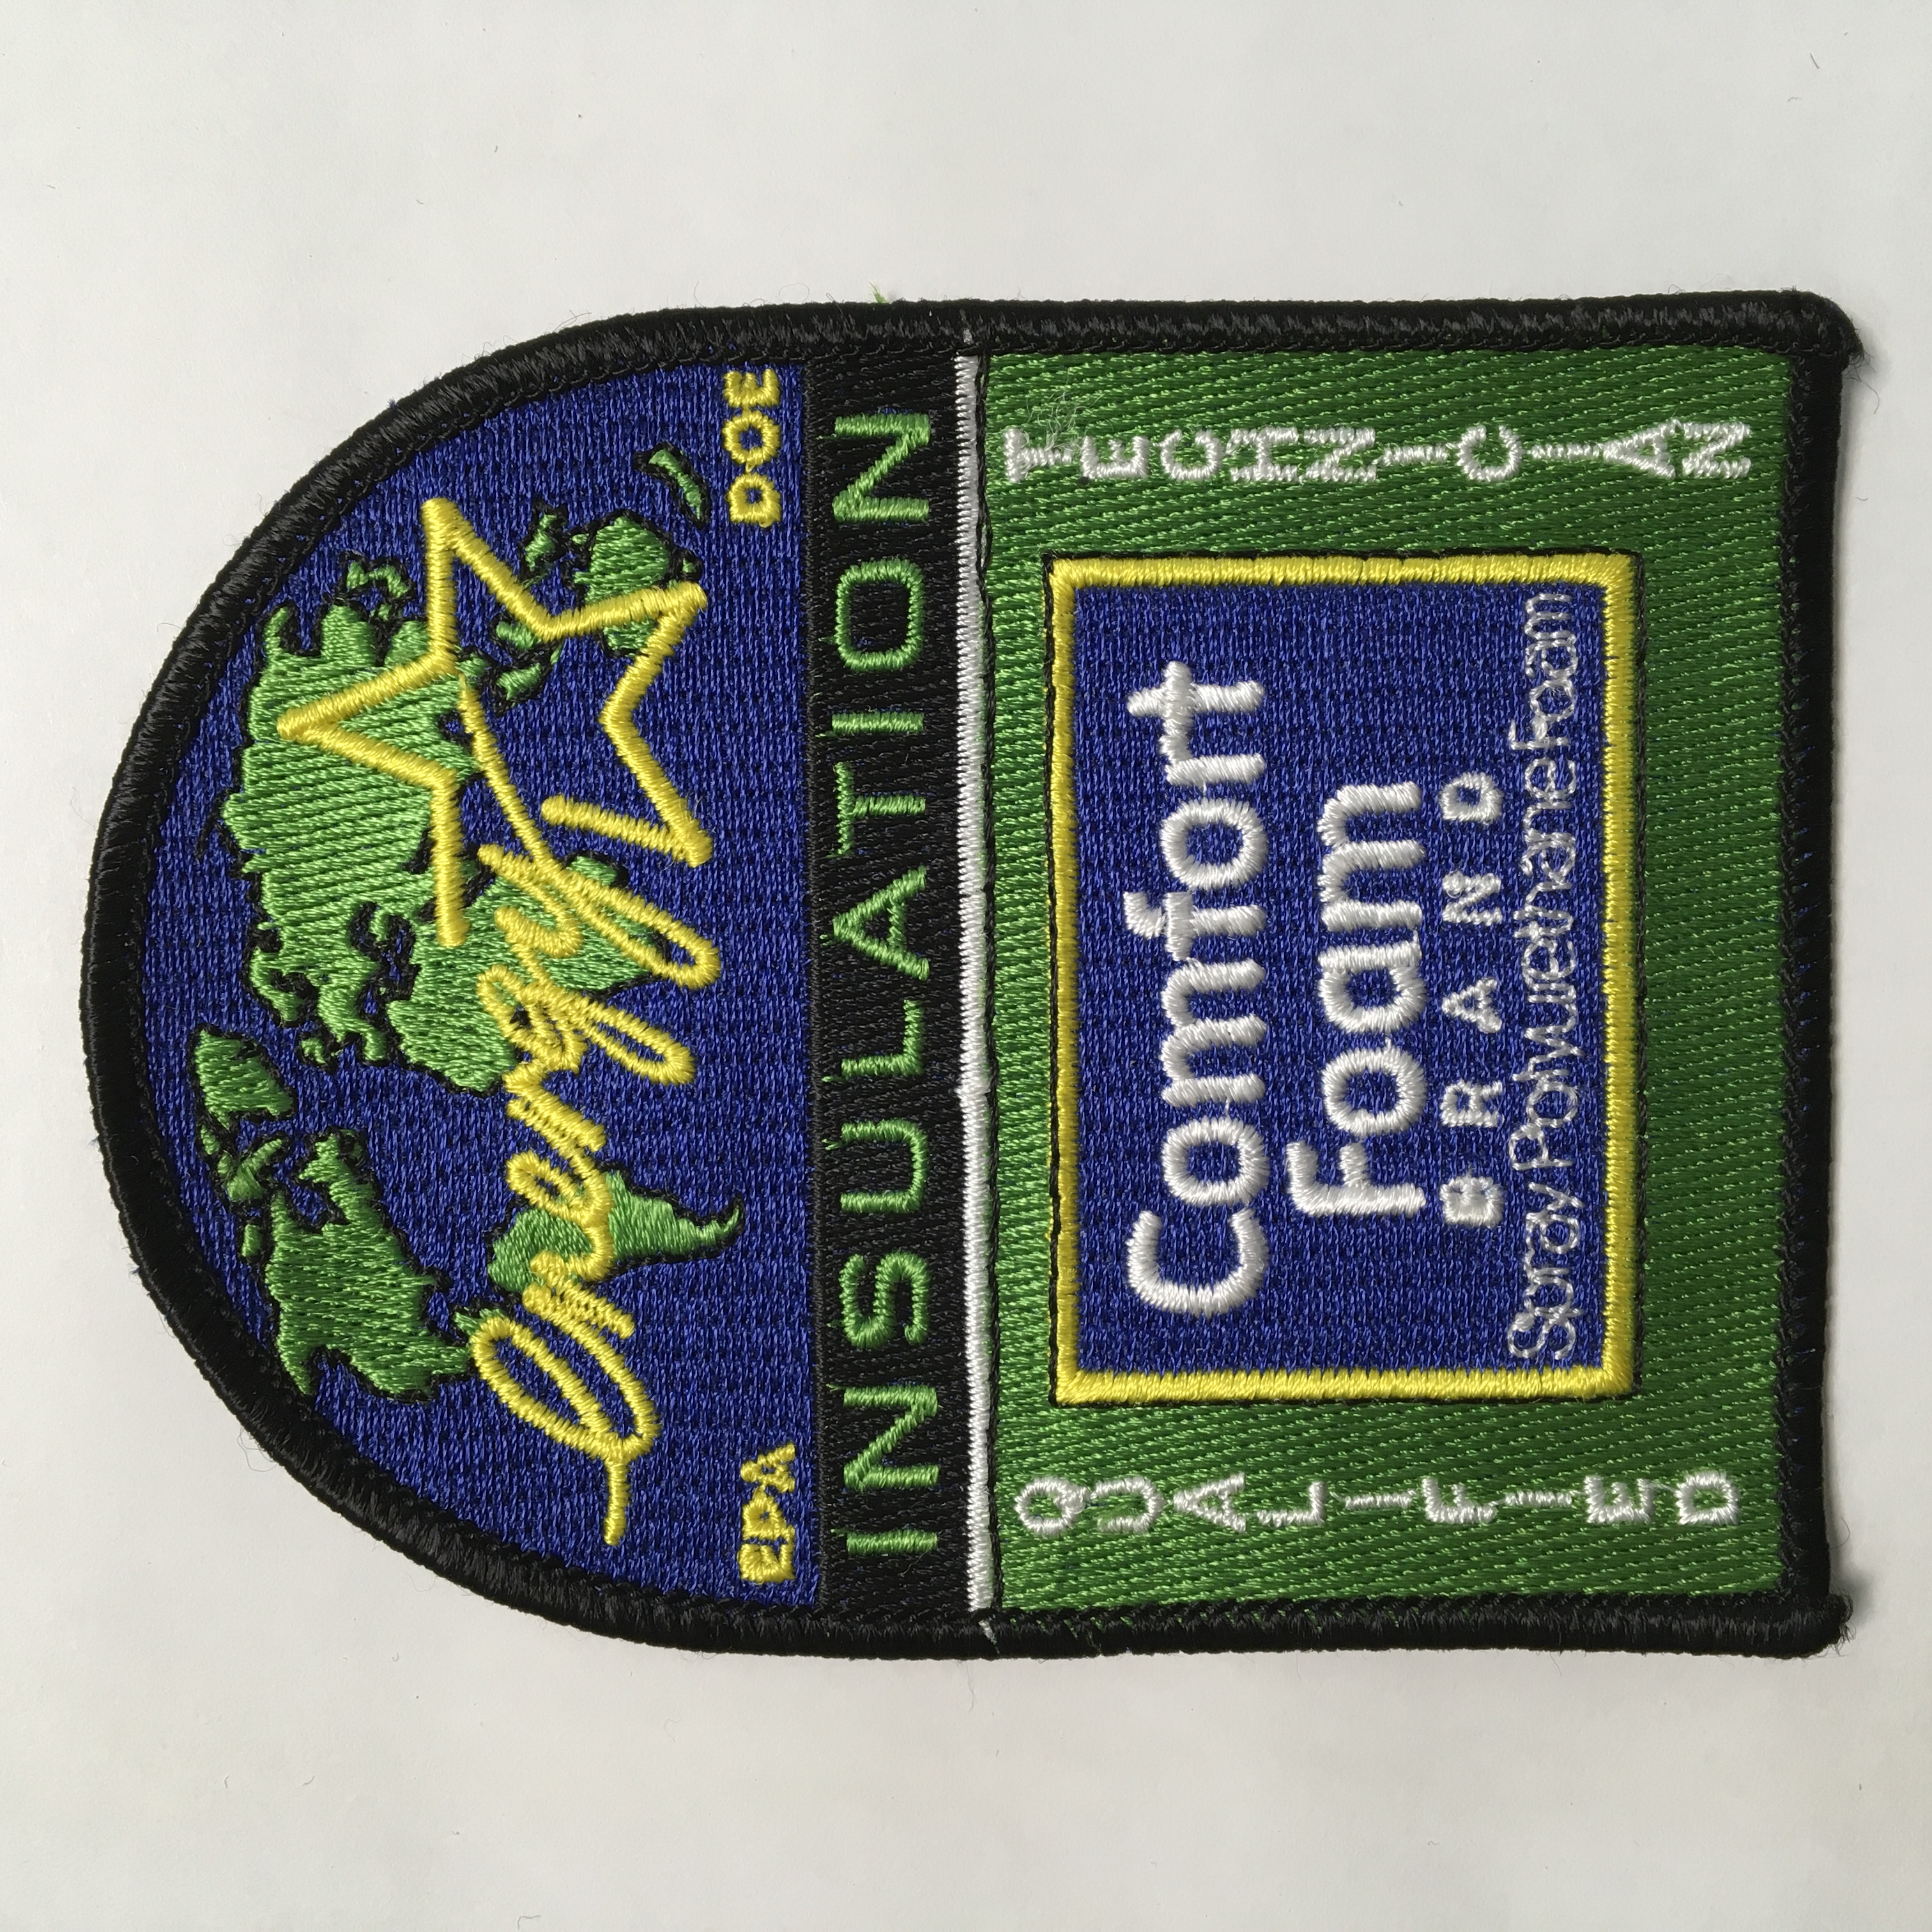 energy
EPA
DOE
INSULATION
QUALIFIED
TECHNICIAN
Comfort
Foam
BRAND
Spray Polyurethane Foam